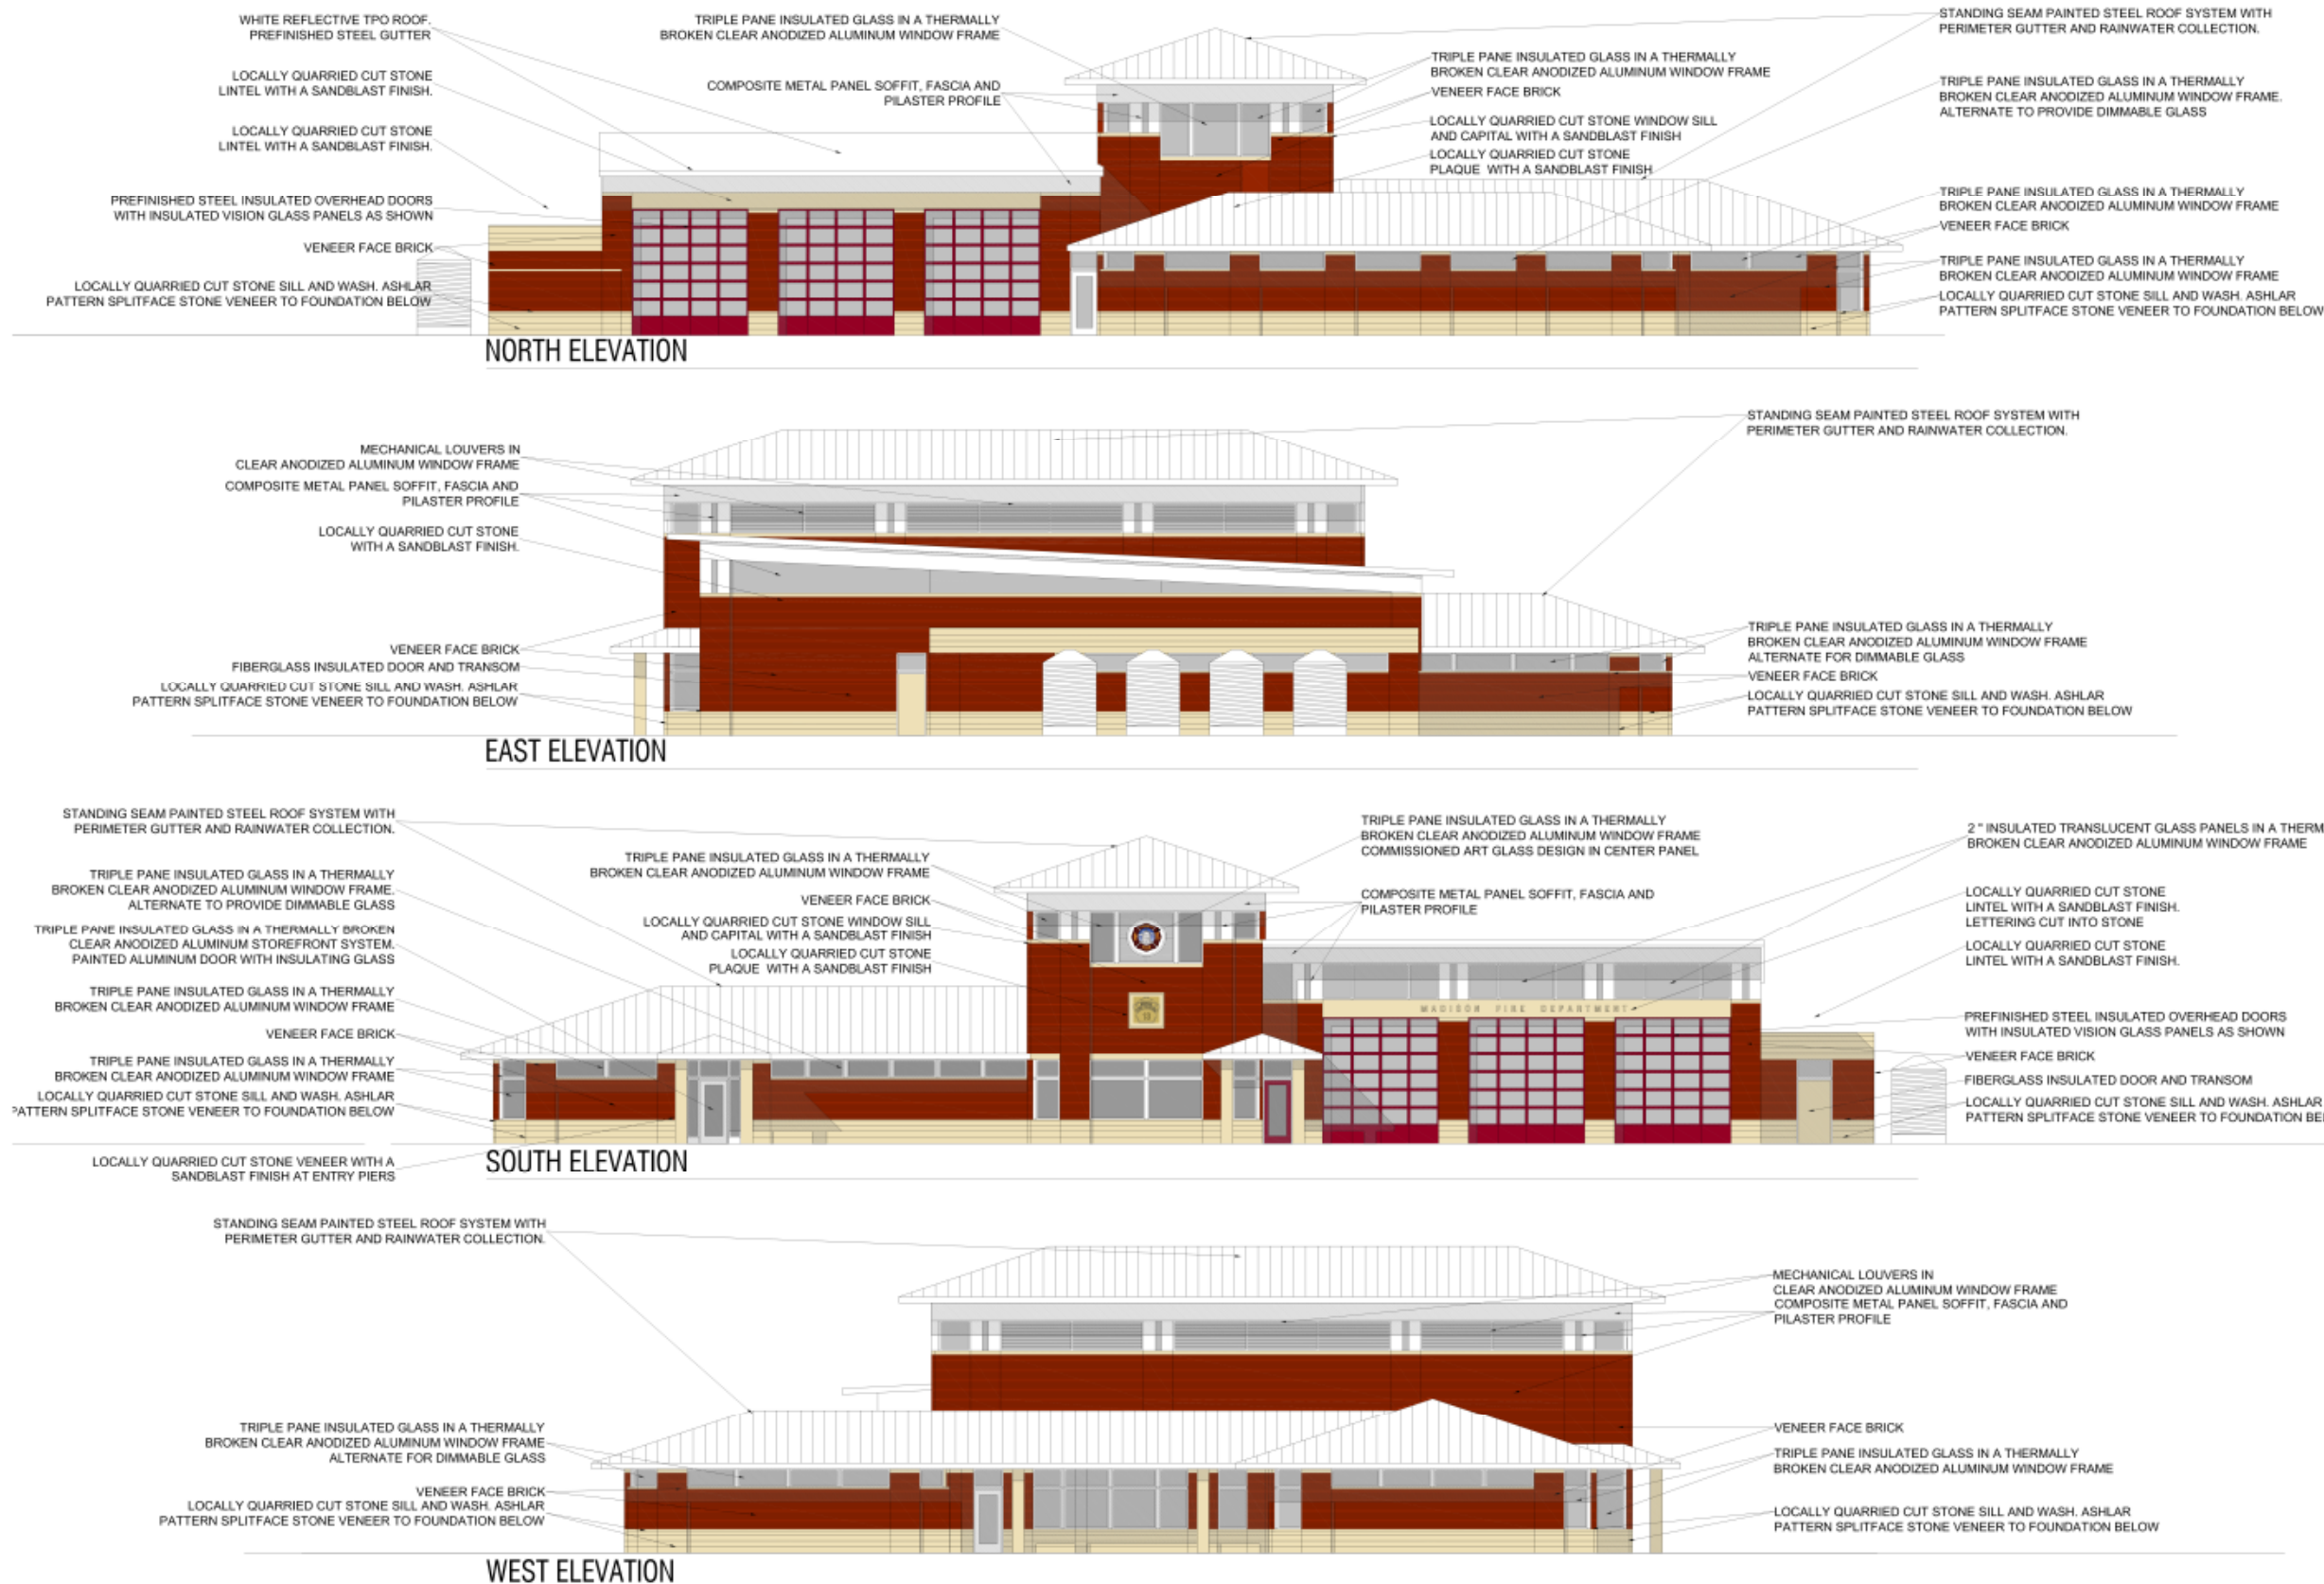 WHITE REFLECTIVE TPO ROOF.
PREFINISHED STEEL GUTTER
LOCALLY QUARRIED CUT STONE
LINTEL WITH A SANDBLAST FINISH.
LOCALLY QUARRIED CUT STONE
LINTEL WITH A SANDBLAST FINISH.
PREFINISHED STEEL INSULATED OVERHEAD DOORS
WITH INSULATED VISION GLASS PANELS AS SHOWN
VENEER FACE BRICK
LOCALLY QUARRIED CUT STONE SILL AND WASH. ASHLAR
PATTERN SPLITFACE STONE VENEER TO FOUNDATION BELOW
TRIPLE PANE INSULATED GLASS IN A THERMALLY
BROKEN CLEAR ANODIZED ALUMINUM WINDOW FRAME
COMPOSITE METAL PANEL SOFFIT, FASCIA AND
PILASTER PROFILE
TRIPLE PANE INSULATED GLASS IN A THERMALLY
BROKEN CLEAR ANODIZED ALUMINUM WINDOW FRAME
VENEER FACE BRICK
LOCALLY QUARRIED CUT STONE WINDOW SILL
AND CAPITAL WITH A SANDBLAST FINISH
LOCALLY QUARRIED CUT STONE
PLAQUE WITH A SANDBLAST FINISH
STANDING SEAM PAINTED STEEL ROOF SYSTEM WITH
PERIMETER GUTTER AND RAINWATER COLLECTION.
TRIPLE PANE INSULATED GLASS IN A THERMALLY
BROKEN CLEAR ANODIZED ALUMINUM WINDOW FRAME.
ALTERNATE TO PROVIDE DIMMABLE GLASS
TRIPLE PANE INSULATED GLASS IN A THERMALLY
BROKEN CLEAR ANODIZED ALUMINUM WINDOW FRAME
VENEER FACE BRICK
TRIPLE PANE INSULATED GLASS IN A THERMALLY
BROKEN CLEAR ANODIZED ALUMINUM WINDOW FRAME
LOCALLY QUARRIED CUT STONE SILL AND WASH. ASHLAR
PATTERN SPLITFACE STONE VENEER TO FOUNDATION BELOW
NORTH ELEVATION
MECHANICAL LOUVERS IN
CLEAR ANODIZED ALUMINUM WINDOW FRAME
COMPOSITE METAL PANEL SOFFIT, FASCIA AND
PILASTER PROFILE
LOCALLY QUARRIED CUT STONE
WITH A SANDBLAST FINISH.
VENEER FACE BRICK
FIBERGLASS INSULATED DOOR AND TRANSOM
LOCALLY QUARRIED CUT STONE SILL AND WASH. ASHLAR
PATTERN SPLITFACE STONE VENEER TO FOUNDATION BELOW
STANDING SEAM PAINTED STEEL ROOF SYSTEM WITH
PERIMETER GUTTER AND RAINWATER COLLECTION.
TRIPLE PANE INSULATED GLASS IN A THERMALLY
BROKEN CLEAR ANODIZED ALUMINUM WINDOW FRAME
ALTERNATE FOR DIMMABLE GLASS
VENEER FACE BRICK
LOCALLY QUARRIED CUT STONE SILL AND WASH. ASHLAR
PATTERN SPLITFACE STONE VENEER TO FOUNDATION BELOW
EAST ELEVATION
STANDING SEAM PAINTED STEEL ROOF SYSTEM WITH
PERIMETER GUTTER AND RAINWATER COLLECTION.
TRIPLE PANE INSULATED GLASS IN A THERMALLY
BROKEN CLEAR ANODIZED ALUMINUM WINDOW FRAME.
ALTERNATE TO PROVIDE DIMMABLE GLASS
TRIPLE PANE INSULATED GLASS IN A THERMALLY BROKEN
CLEAR ANODIZED ALUMINUM STOREFRONT SYSTEM.
PAINTED ALUMINUM DOOR WITH INSULATING GLASS
TRIPLE PANE INSULATED GLASS IN A THERMALLY
BROKEN CLEAR ANODIZED ALUMINUM WINDOW FRAME
VENEER FACE BRICK
TRIPLE PANE INSULATED GLASS IN A THERMALLY
BROKEN CLEAR ANODIZED ALUMINUM WINDOW FRAME
LOCALLY QUARRIED CUT STONE SILL AND WASH. ASHLAR
PATTERN SPLITFACE STONE VENEER TO FOUNDATION BELOW
LOCALLY QUARRIED CUT STONE VENEER WITH A
SANDBLAST FINISH AT ENTRY PIERS
TRIPLE PANE INSULATED GLASS IN A THERMALLY
BROKEN CLEAR ANODIZED ALUMINUM WINDOW FRAME
VENEER FACE BRICK
LOCALLY QUARRIED CUT STONE WINDOW SILL
AND CAPITAL WITH A SANDBLAST FINISH
LOCALLY QUARRIED CUT STONE
PLAQUE WITH A SANDBLAST FINISH
TRIPLE PANE INSULATED GLASS IN A THERMALLY
BROKEN CLEAR ANODIZED ALUMINUM WINDOW FRAME
COMMISSIONED ART GLASS DESIGN IN CENTER PANEL
COMPOSITE METAL PANEL SOFFIT, FASCIA AND
PILASTER PROFILE
MADISON FIRE DEPARTMENT
2" INSULATED TRANSLUCENT GLASS PANELS IN A THERM
BROKEN CLEAR ANODIZED ALUMINUM WINDOW FRAME
LOCALLY QUARRIED CUT STONE
LINTEL WITH A SANDBLAST FINISH.
LETTERING CUT INTO STONE
LOCALLY QUARRIED CUT STONE
LINTEL WITH A SANDBLAST FINISH.
PREFINISHED STEEL INSULATED OVERHEAD DOORS
WITH INSULATED VISION GLASS PANELS AS SHOWN
VENEER FACE BRICK
FIBERGLASS INSULATED DOOR AND TRANSOM
LOCALLY QUARRIED CUT STONE SILL AND WASH. ASHLAR
PATTERN SPLITFACE STONE VENEER TO FOUNDATION BE
SOUTH ELEVATION
STANDING SEAM PAINTED STEEL ROOF SYSTEM WITH
PERIMETER GUTTER AND RAINWATER COLLECTION.
TRIPLE PANE INSULATED GLASS IN A THERMALLY
BROKEN CLEAR ANODIZED ALUMINUM WINDOW FRAME
ALTERNATE FOR DIMMABLE GLASS
VENEER FACE BRICK
LOCALLY QUARRIED CUT STONE SILL AND WASH. ASHLAR
PATTERN SPLITFACE STONE VENEER TO FOUNDATION BELOW
MECHANICAL LOUVERS IN
CLEAR ANODIZED ALUMINUM WINDOW FRAME
COMPOSITE METAL PANEL SOFFIT, FASCIA AND
PILASTER PROFILE
VENEER FACE BRICK
TRIPLE PANE INSULATED GLASS IN A THERMALLY
BROKEN CLEAR ANODIZED ALUMINUM WINDOW FRAME
LOCALLY QUARRIED CUT STONE SILL AND WASH. ASHLAR
PATTERN SPLITFACE STONE VENEER TO FOUNDATION BELOW
WEST ELEVATION